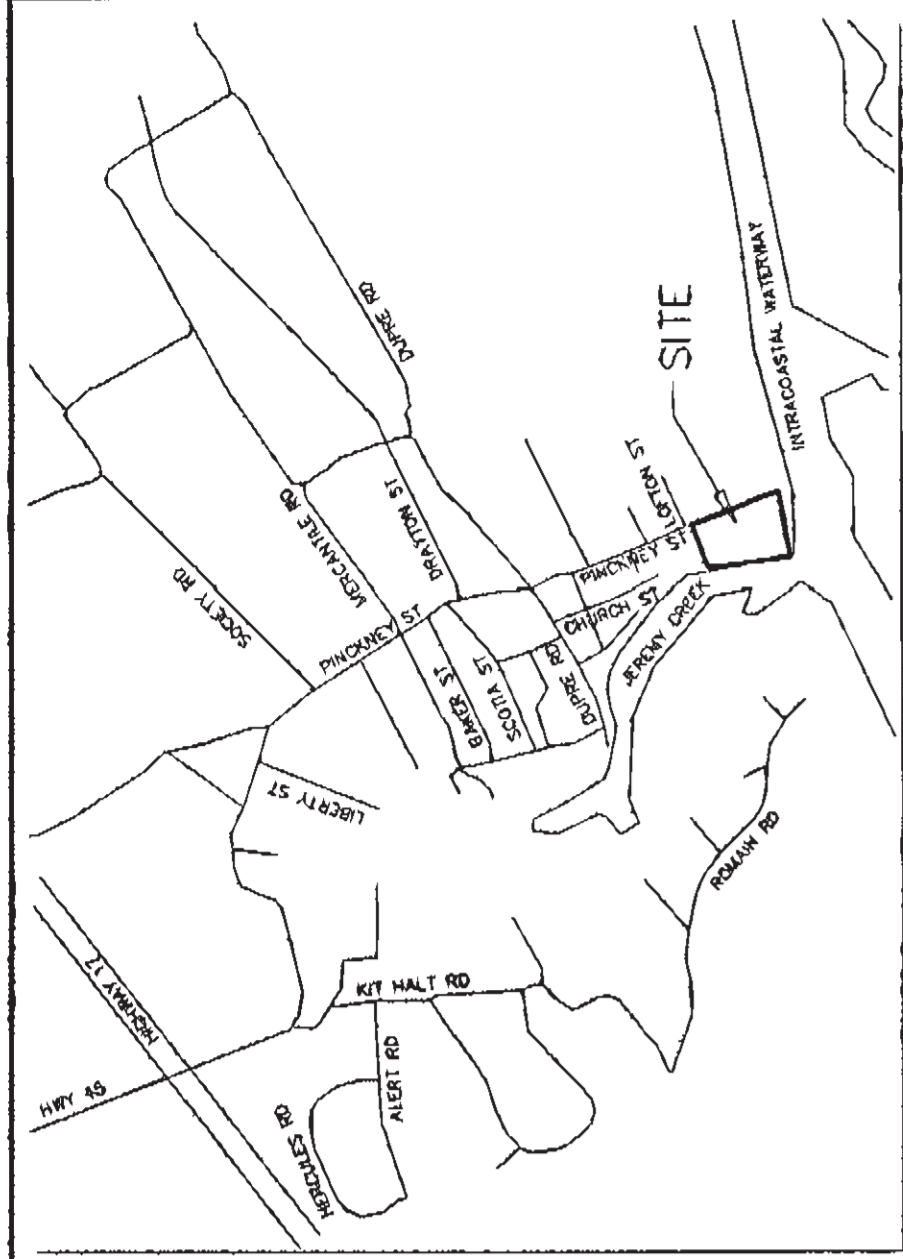 HWY 45
HIGHWAY 17
HERCULES RD
ALERT RD
KIT HALT RD
LIBERTY ST
SOCIETY RD
PINCKNEY ST
MERCANTILE RD
BAKER ST
SCOTIA ST
DRAYTON ST
DUPRE RD
DUPRE RD
CHURCH ST
PINCKNEY ST
LOFTON ST
JEREMY CREEK
ROMAIN RD
SITE
INTRACOASTAL WATERWAY